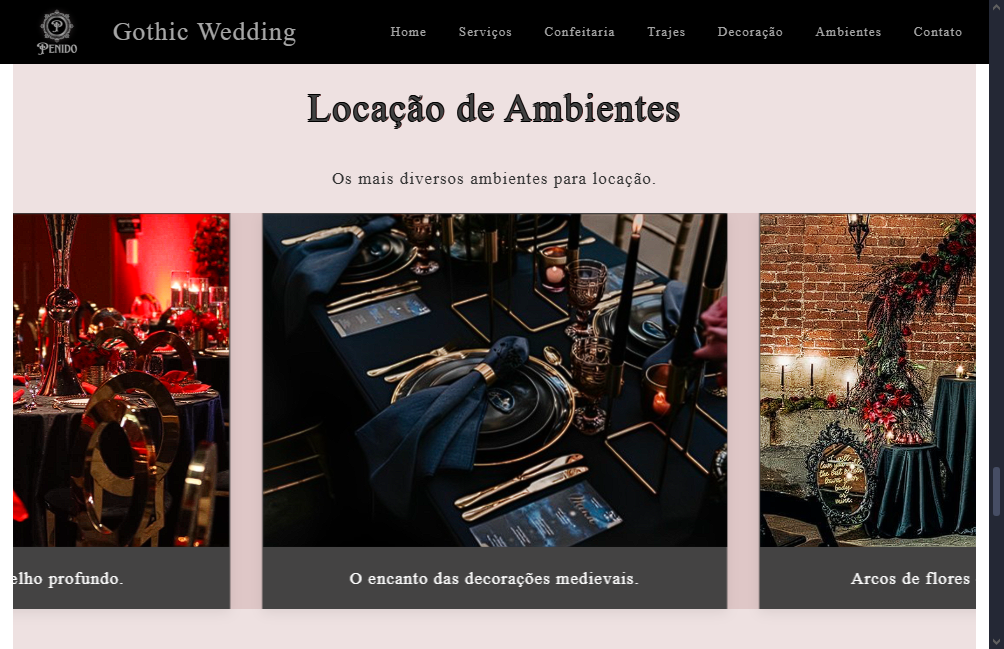 PENIDO
Gothic Wedding
Home
Serviços
Confeitaria
Trajes
Decoração
Ambientes
Contato
Locação de Ambientes
Os mais diversos ambientes para locação.
elho profundo.
O encanto das decorações medievais.
Arcos de flores